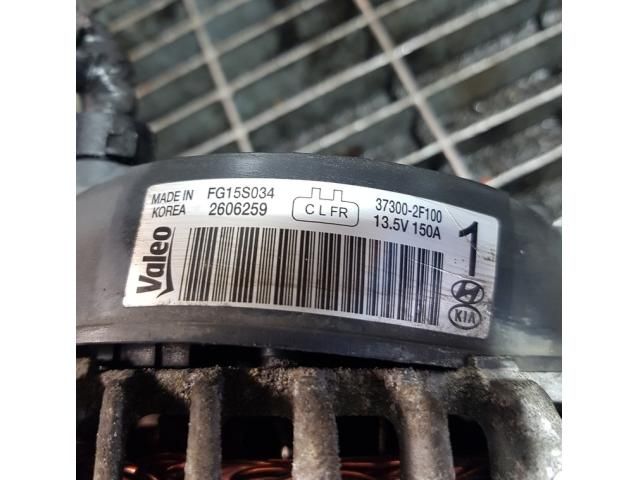 Valeo
MADE IN
KOREA
FG15S034
2606259
C L FR
37300-2F100
13.5V 150A
1
KIA